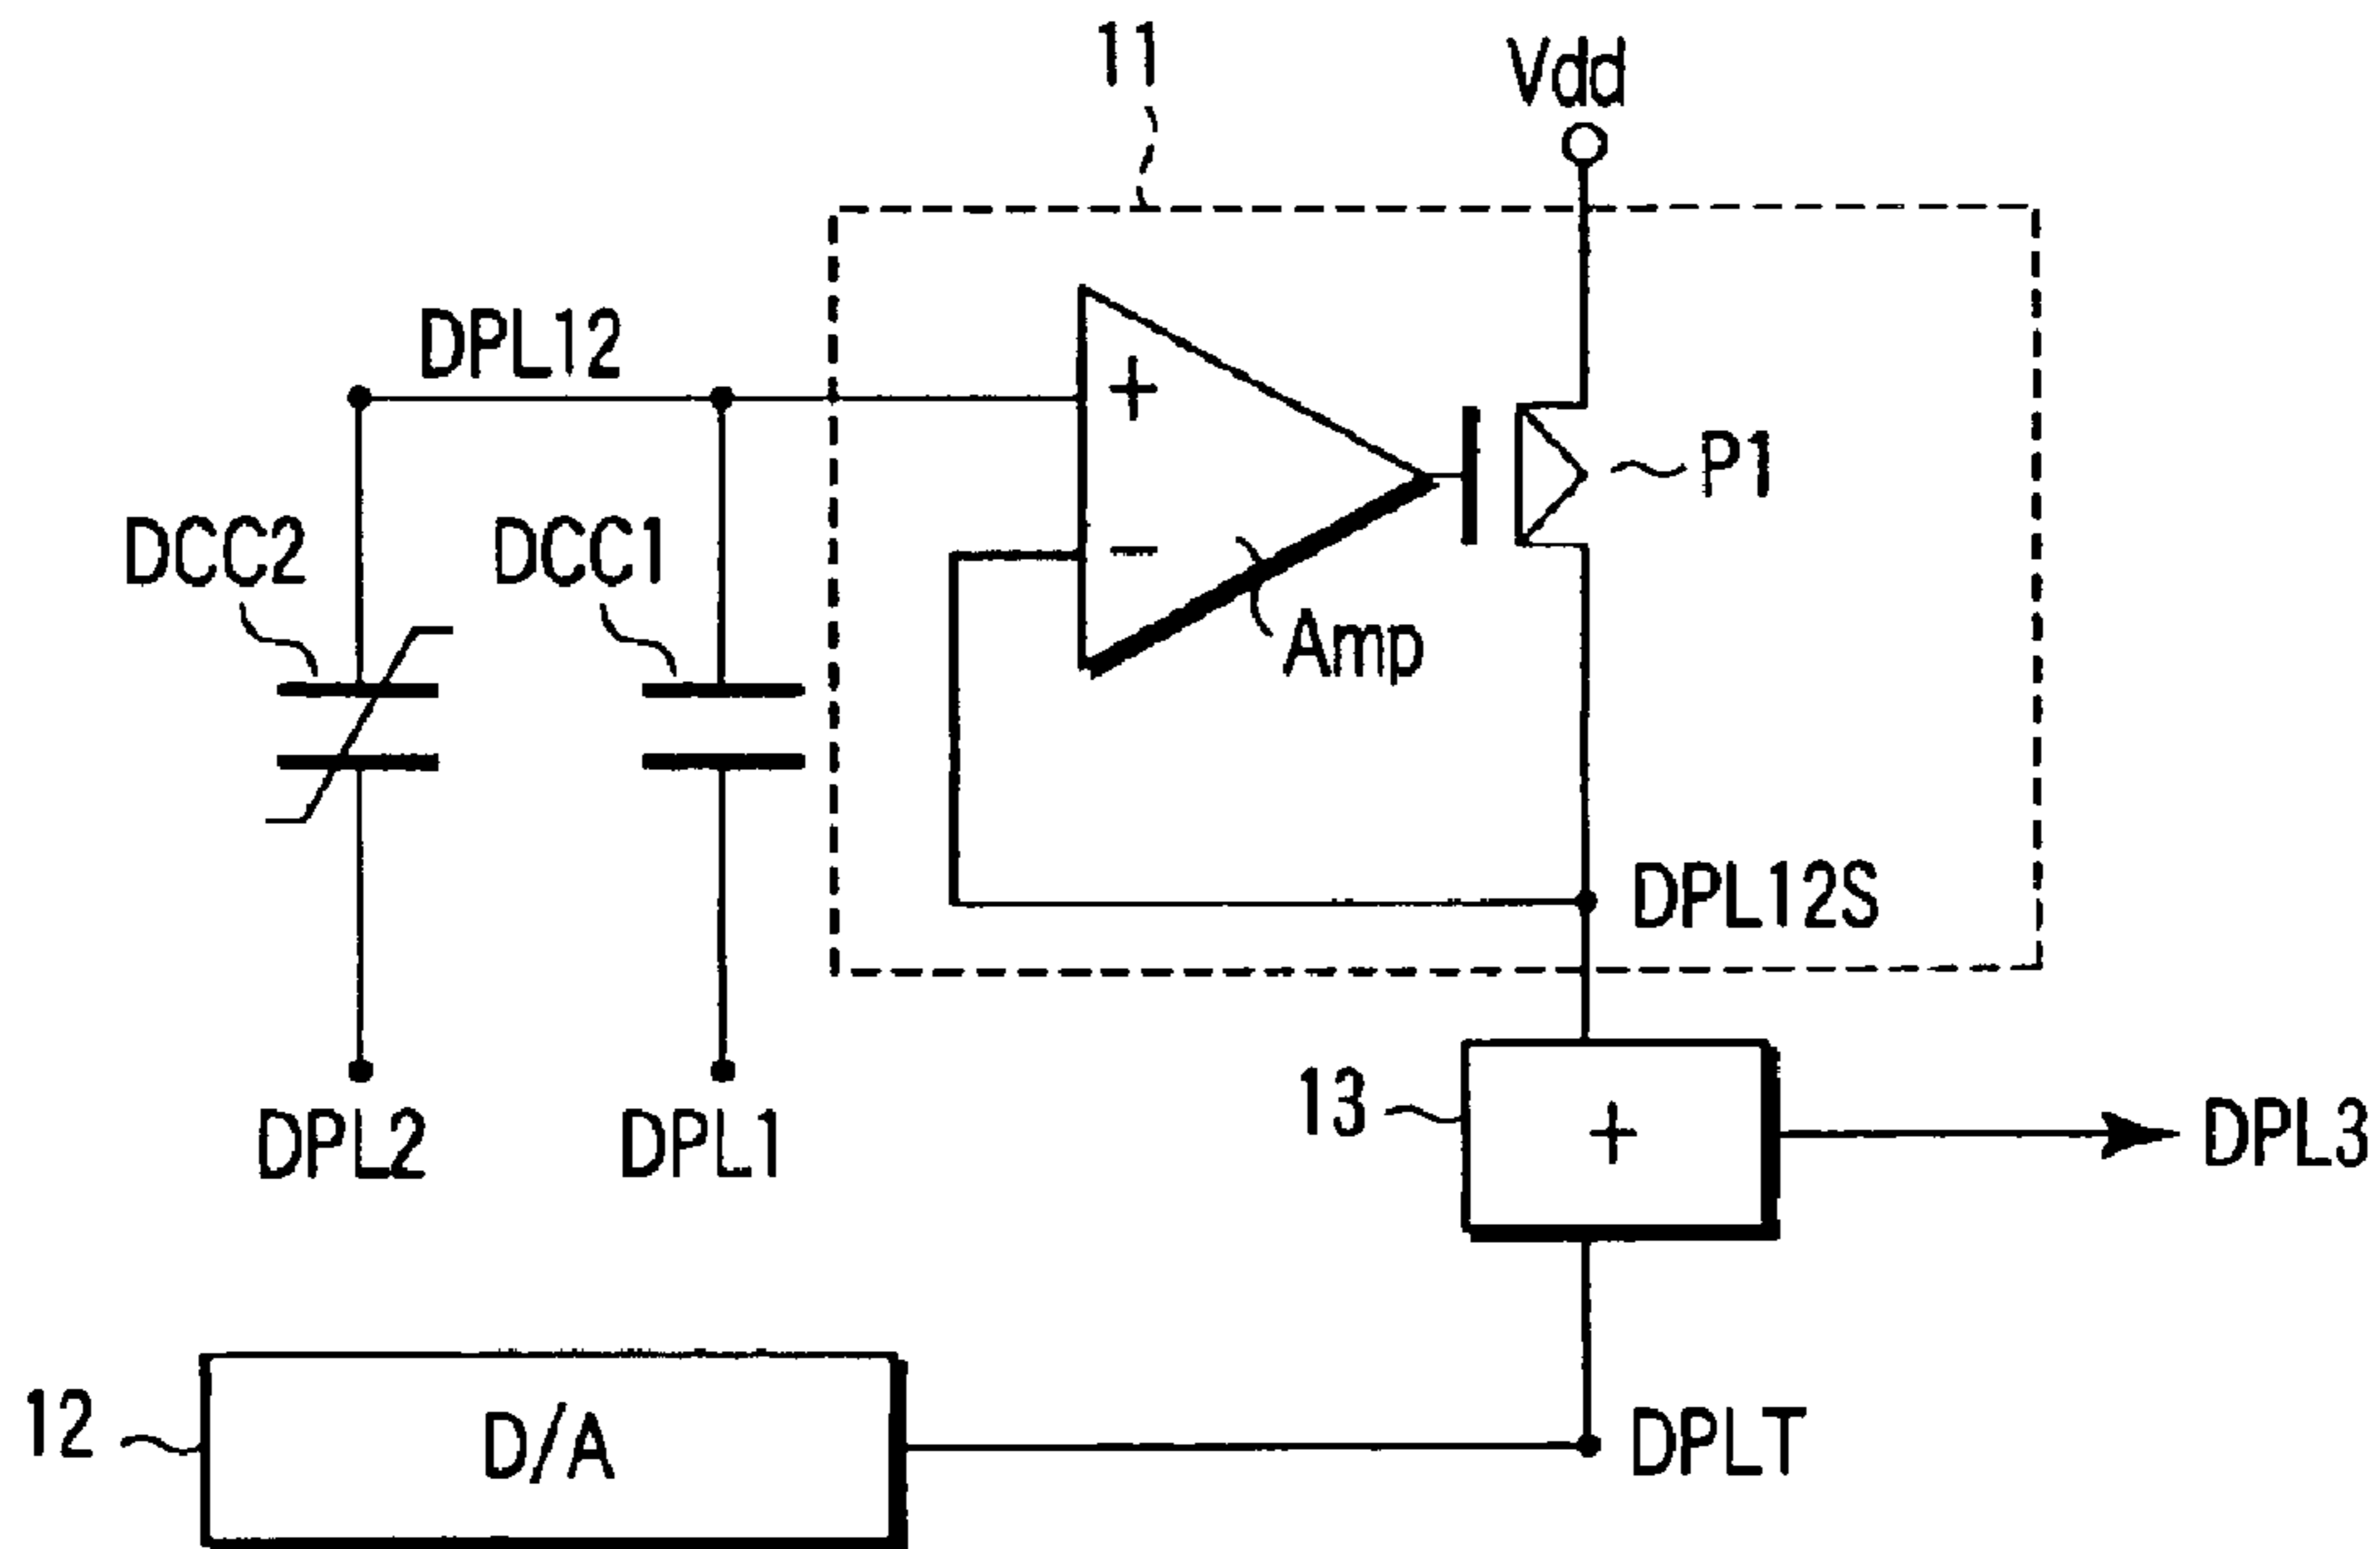 11
Vdd
DPL12
+
P1
DCC2
DCC1
−
Amp
DPL12S
13
+
DPL3
DPL2
DPL1
12
D/A
DPLT